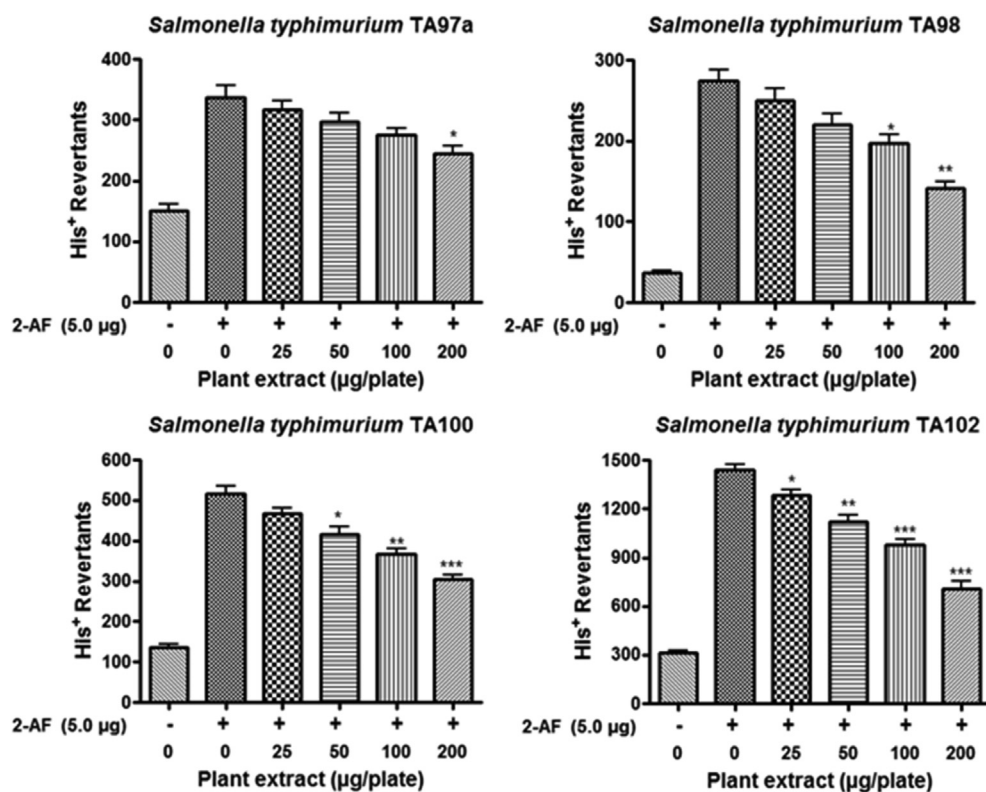 Salmonella typhimurium TA97a
His+ Revertants
400
300
200
100
0
*
2-AF (5.0 µg) - + + + + +
0 0 25 50 100 200
Plant extract (µg/plate)
Salmonella typhimurium TA98
His+ Revertants
300
200
100
0
*
**
2-AF (5.0 µg) - + + + + +
0 0 25 50 100 200
Plant extract (µg/plate)
Salmonella typhimurium TA100
His+ Revertants
600
500
400
300
200
100
0
*
**
***
2-AF (5.0 µg) - + + + + +
0 0 25 50 100 200
Plant extract (µg/plate)
Salmonella typhimurium TA102
His+ Revertants
1500
1200
900
600
300
0
*
**
***
***
2-AF (5.0 µg) - + + + + +
0 0 25 50 100 200
Plant extract (µg/plate)